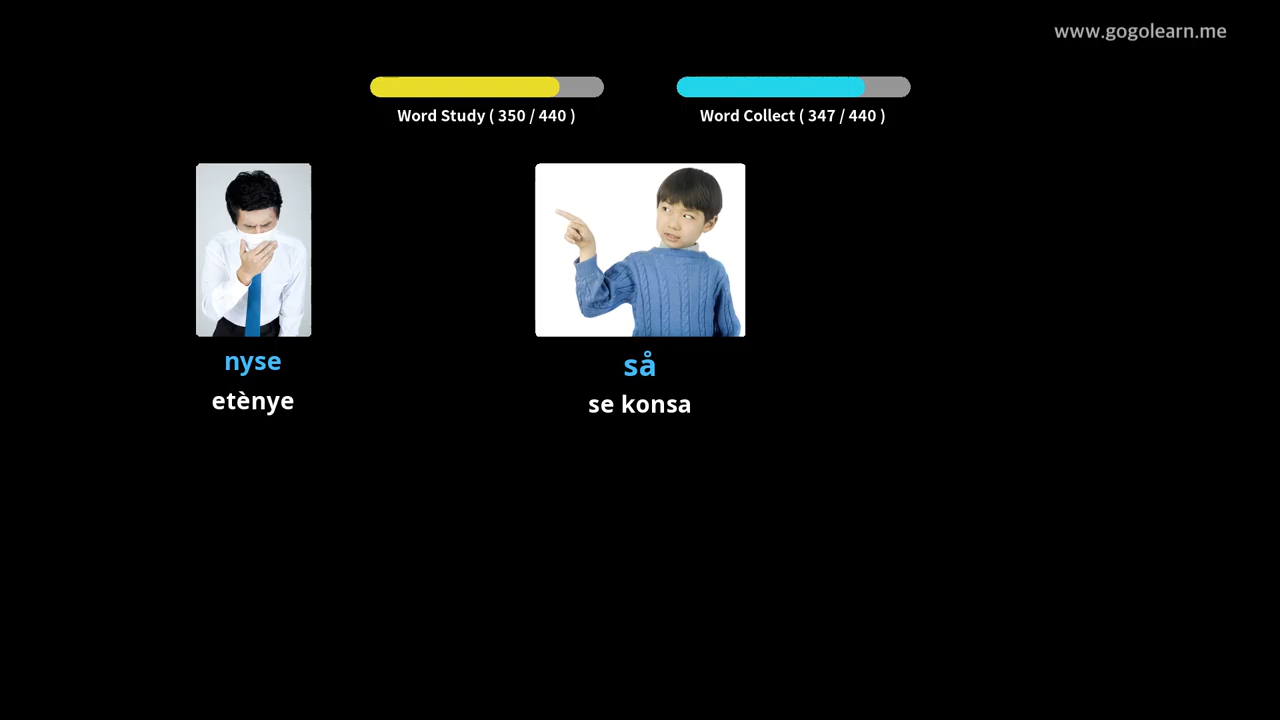 www.gogolearn.me
Word Study ( 350 / 440 )
Word Collect ( 347 / 440 )
nyse
etènye
så
se konsa